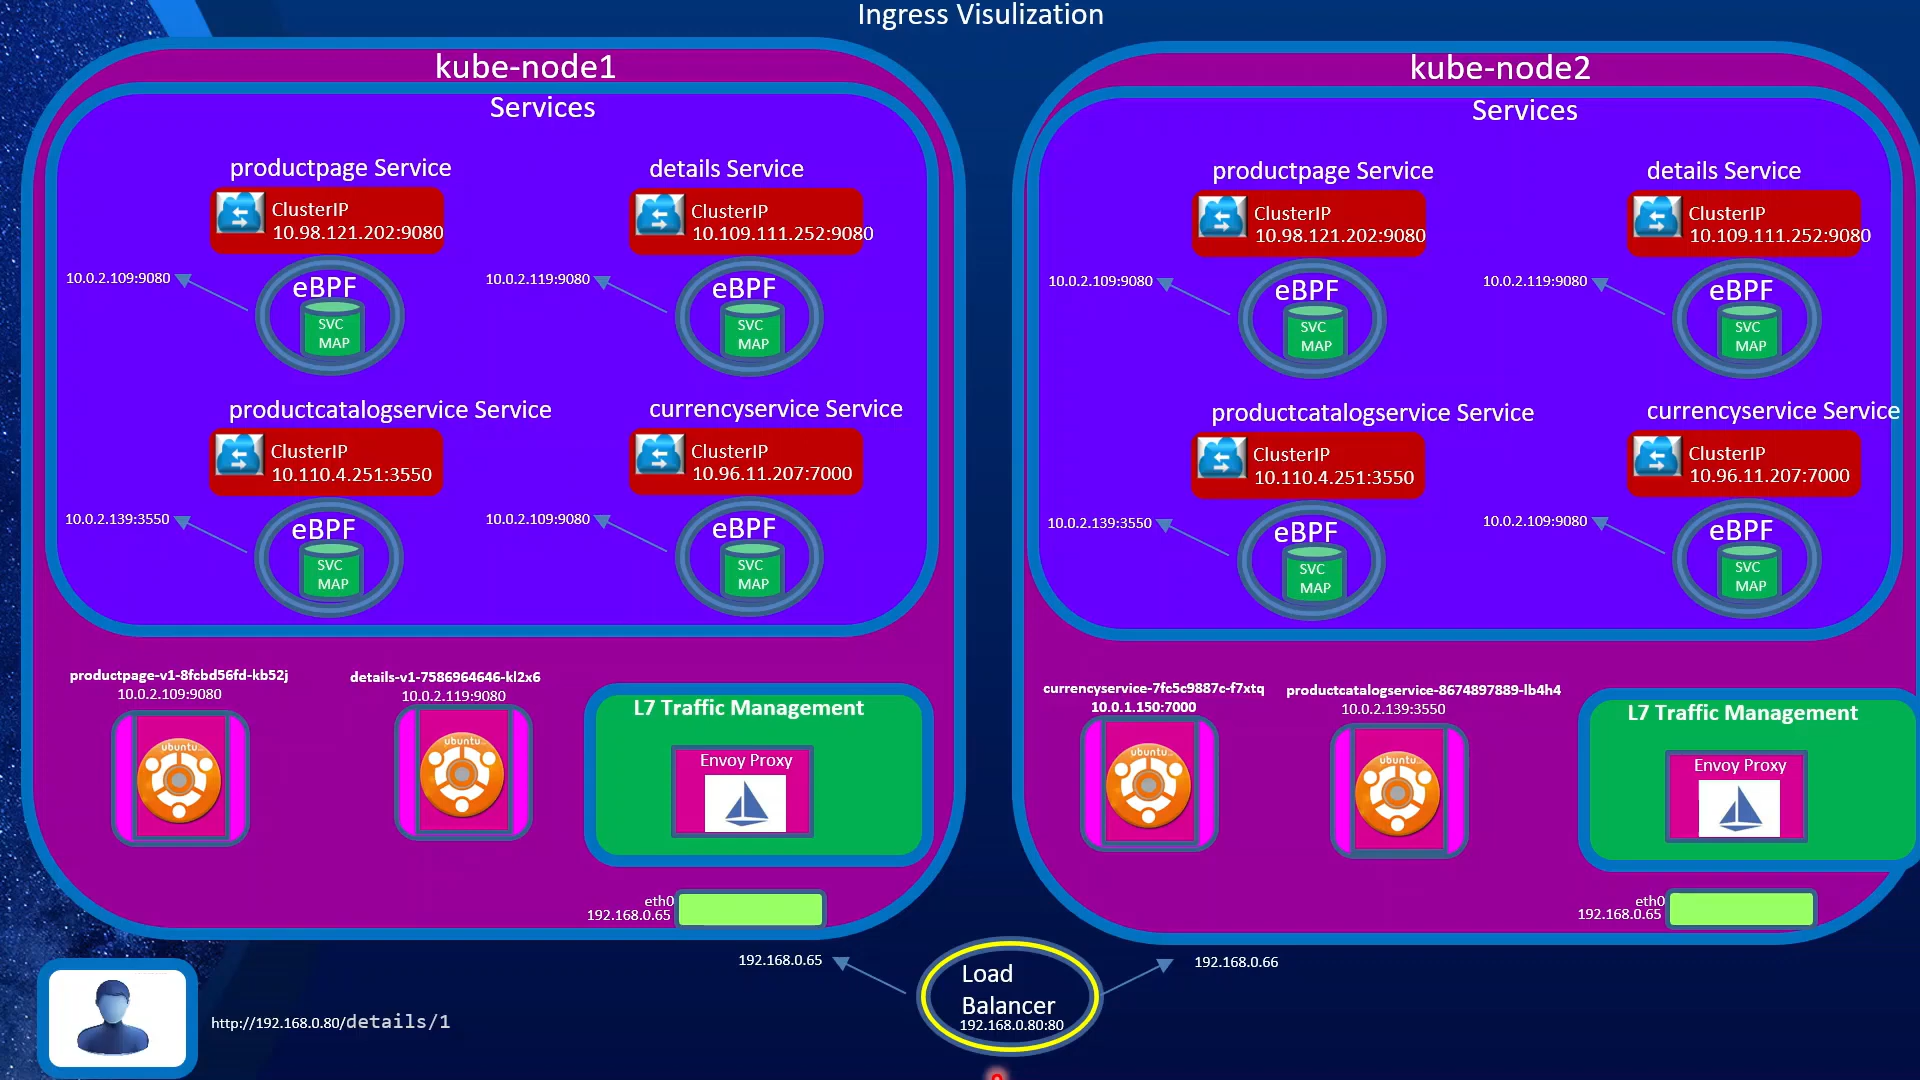 Ingress Visulization
kube-node1
Services
productpage Service
ClusterIP
10.98.121.202:9080
10.0.2.109:9080
eBPF
SVC
MAP
details Service
ClusterIP
10.109.111.252:9080
10.0.2.119:9080
eBPF
SVC
MAP
productcatalogservice Service
ClusterIP
10.110.4.251:3550
10.0.2.139:3550
eBPF
SVC
MAP
currencyservice Service
ClusterIP
10.96.11.207:7000
10.0.2.109:9080
eBPF
SVC
MAP
productpage-v1-8fcbd56fd-kb52j
10.0.2.109:9080
ubuntu
details-v1-7586964646-kl2x6
10.0.2.119:9080
ubuntu
L7 Traffic Management
Envoy Proxy
eth0
192.168.0.65
kube-node2
Services
productpage Service
ClusterIP
10.98.121.202:9080
10.0.2.109:9080
eBPF
SVC
MAP
details Service
ClusterIP
10.109.111.252:9080
10.0.2.119:9080
eBPF
SVC
MAP
productcatalogservice Service
ClusterIP
10.110.4.251:3550
10.0.2.139:3550
eBPF
SVC
MAP
currencyservice Service
ClusterIP
10.96.11.207:7000
10.0.2.109:9080
eBPF
SVC
MAP
currencyservice-7fc5c9887c-f7xtq
10.0.1.150:7000
ubuntu
productcatalogservice-8674897889-lb4h4
10.0.2.139:3550
ubuntu
L7 Traffic Management
Envoy Proxy
eth0
192.168.0.65
192.168.0.65
Load
Balancer
192.168.0.80:80
192.168.0.66
http://192.168.0.80/details/1